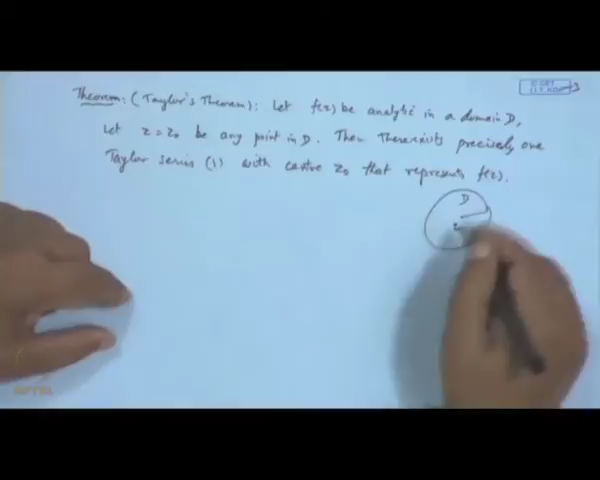 Theorem: (Taylor's Theorem): Let f(z) be analytic in a domain D,
Let z = z₀ be any point in D. Then There exists precisely one
Taylor series (1) with centre z₀ that represents f(z).
D
NPTEL